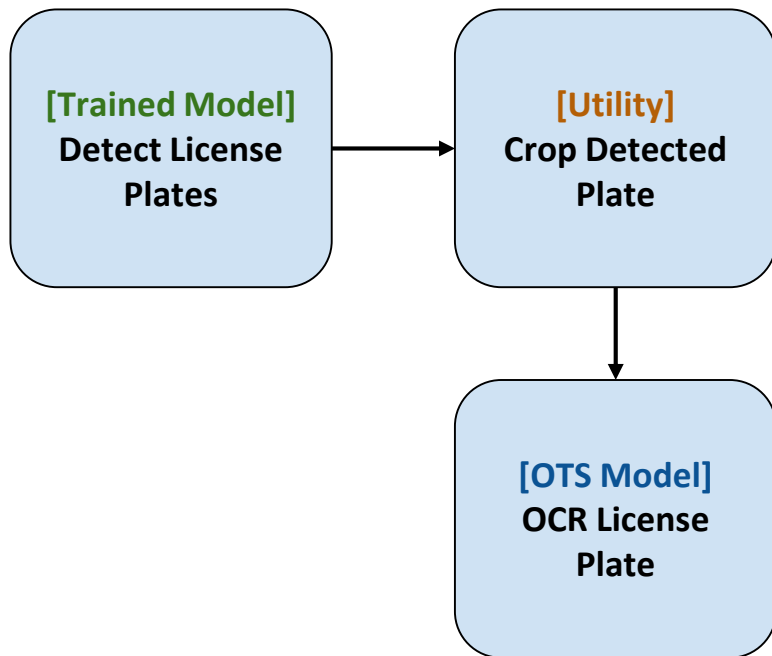 [Trained Model]
Detect License
Plates
[Utility]
Crop Detected
Plate
[OTS Model]
OCR License
Plate